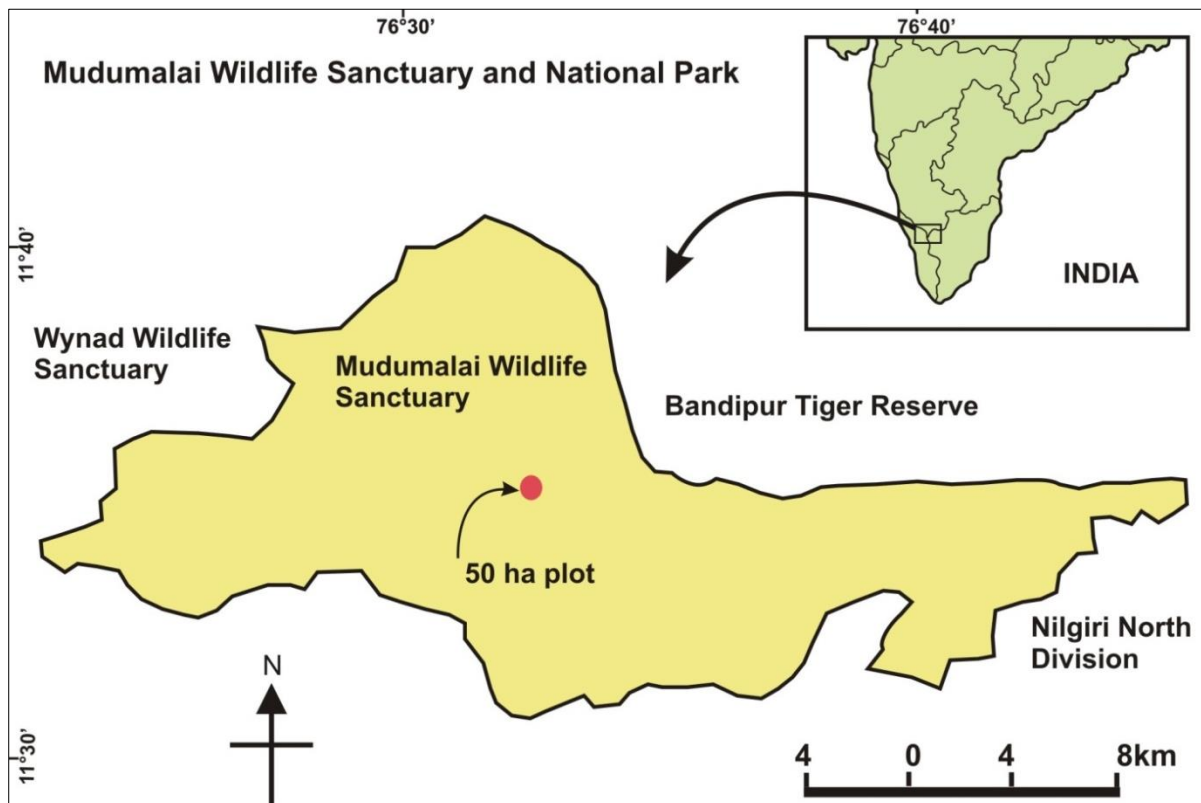 76°30'
76°40'
Mudumalai Wildlife Sanctuary and National Park
INDIA
11°40'
Wynad Wildlife
Sanctuary
Mudumalai Wildlife
Sanctuary
Bandipur Tiger Reserve
50 ha plot
Nilgiri North
Division
N
11°30'
4 0 4 8km